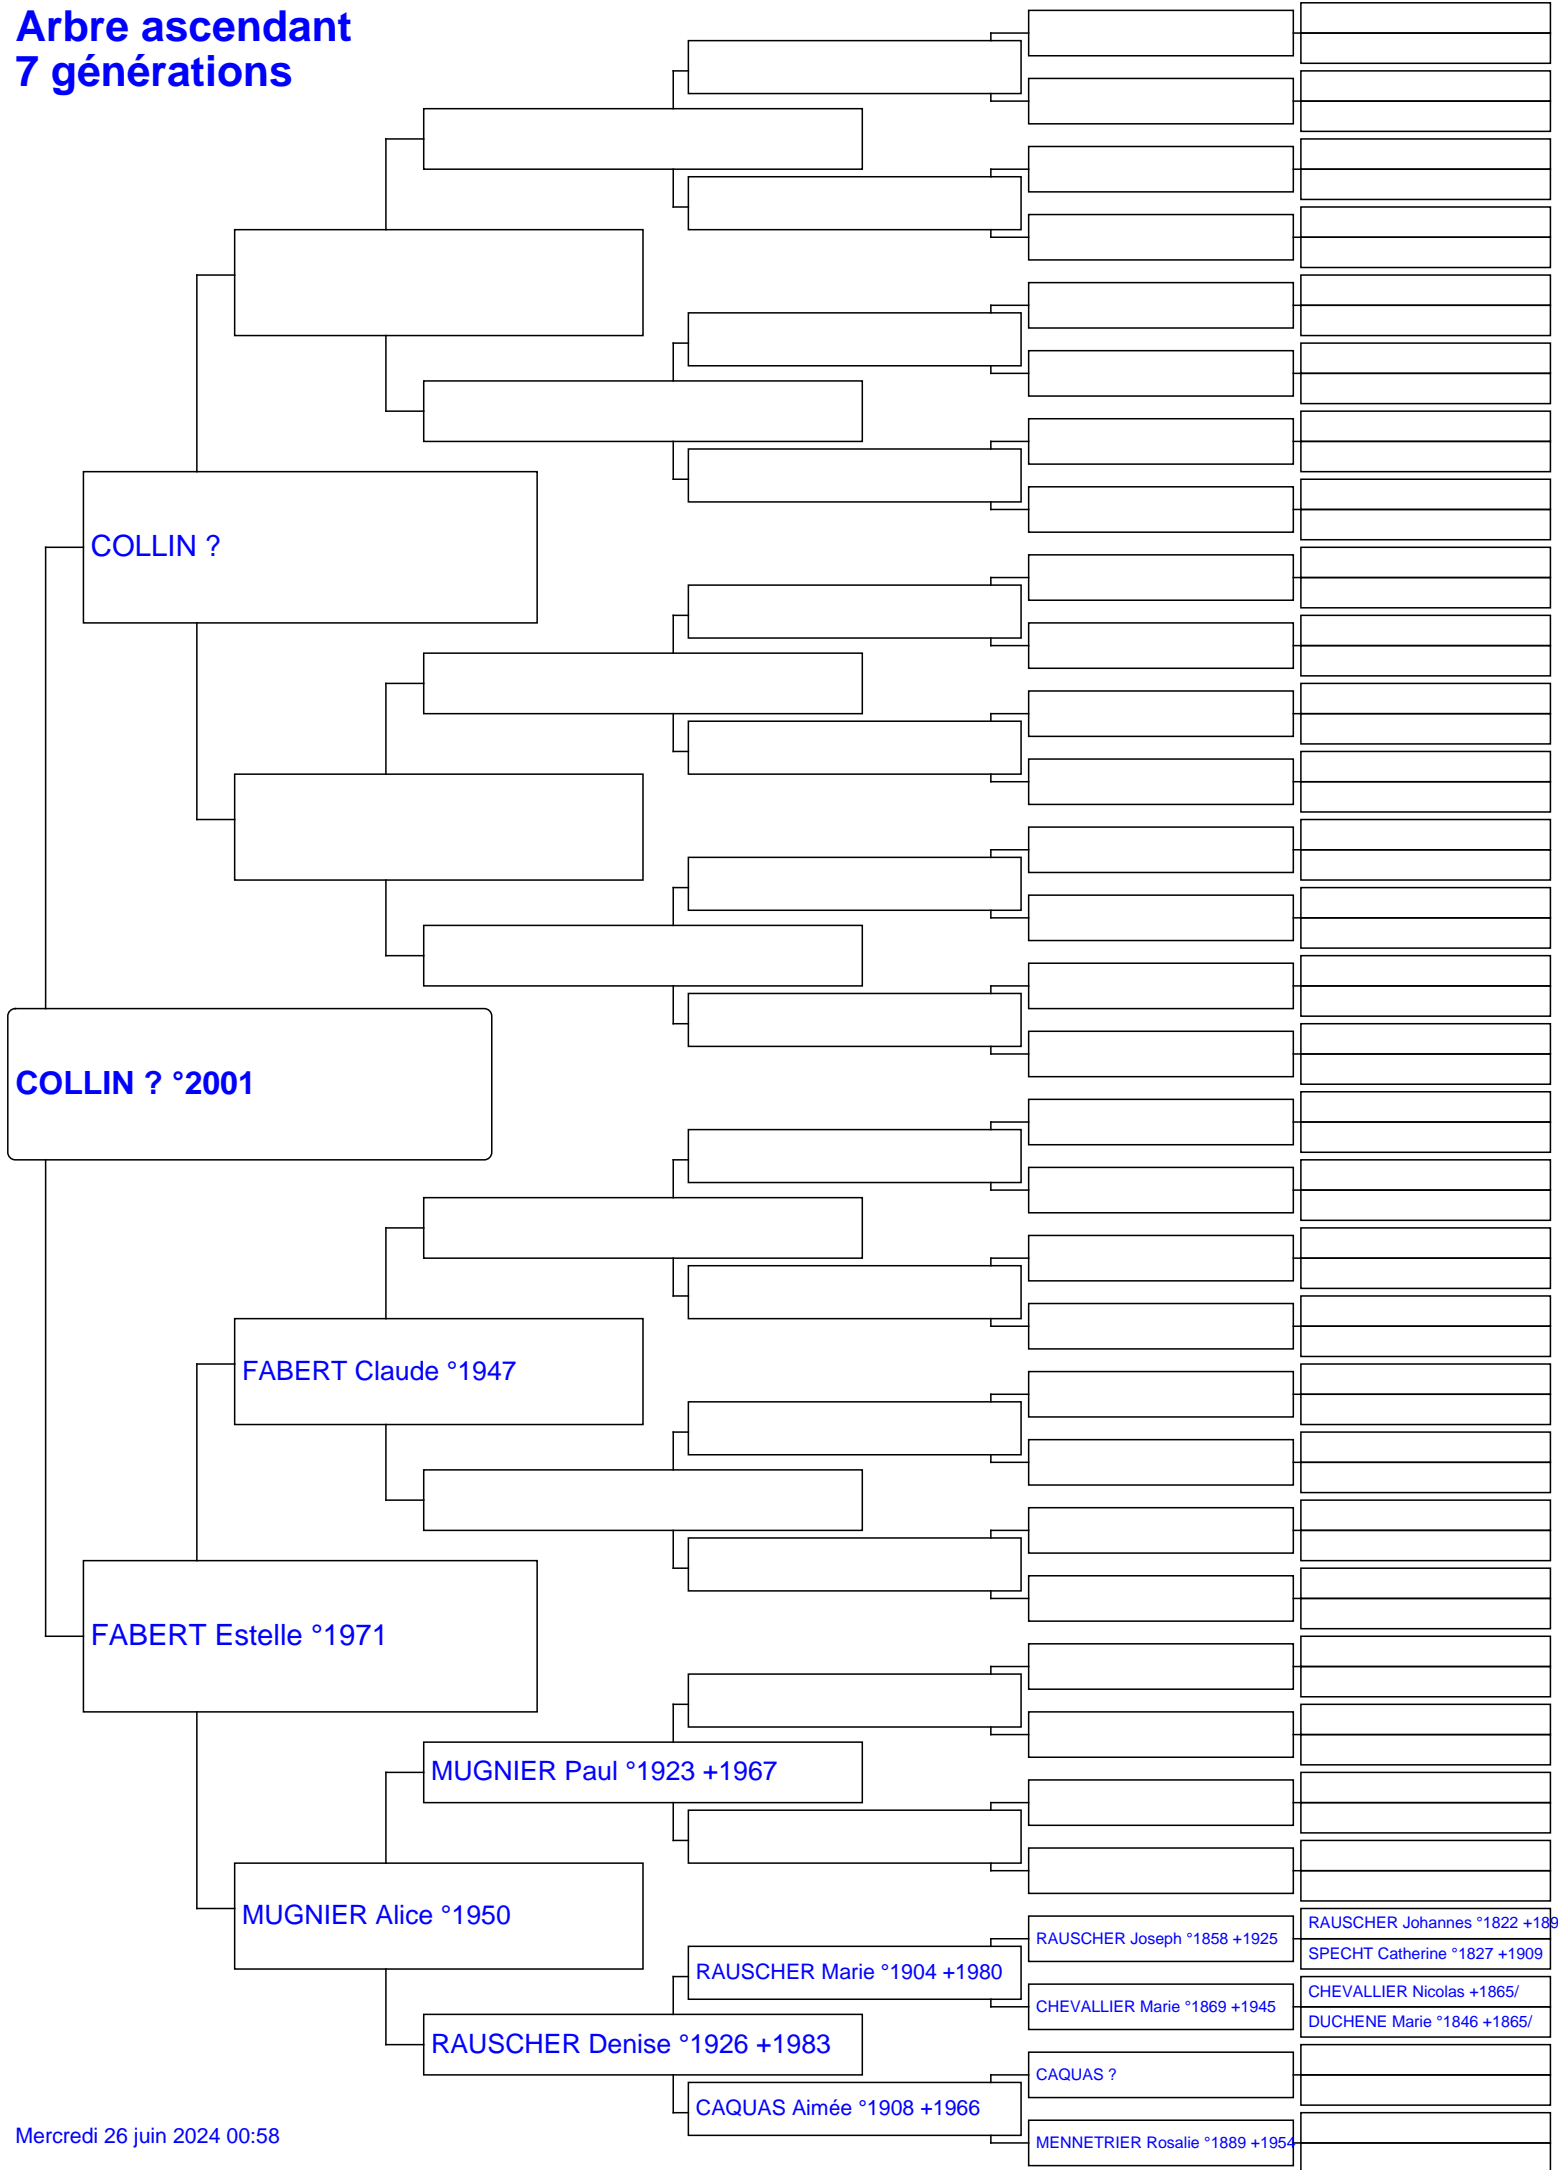 Arbre ascendant
7 générations
COLLIN ?
COLLIN ? °2001
FABERT Claude °1947
FABERT Estelle °1971
MUGNIER Paul °1923 +1967
MUGNIER Alice °1950
RAUSCHER Johannes °1822 +189
RAUSCHER Joseph °1858 +1925
SPECHT Catherine °1827 +1909
RAUSCHER Marie °1904 +1980
CHEVALLIER Nicolas +1865/
CHEVALLIER Marie °1869 +1945
DUCHENE Marie °1846 +1865/
RAUSCHER Denise °1926 +1983
CAQUAS ?
CAQUAS Aimée °1908 +1966
MENNETRIER Rosalie °1889 +1954
Mercredi 26 juin 2024 00:58